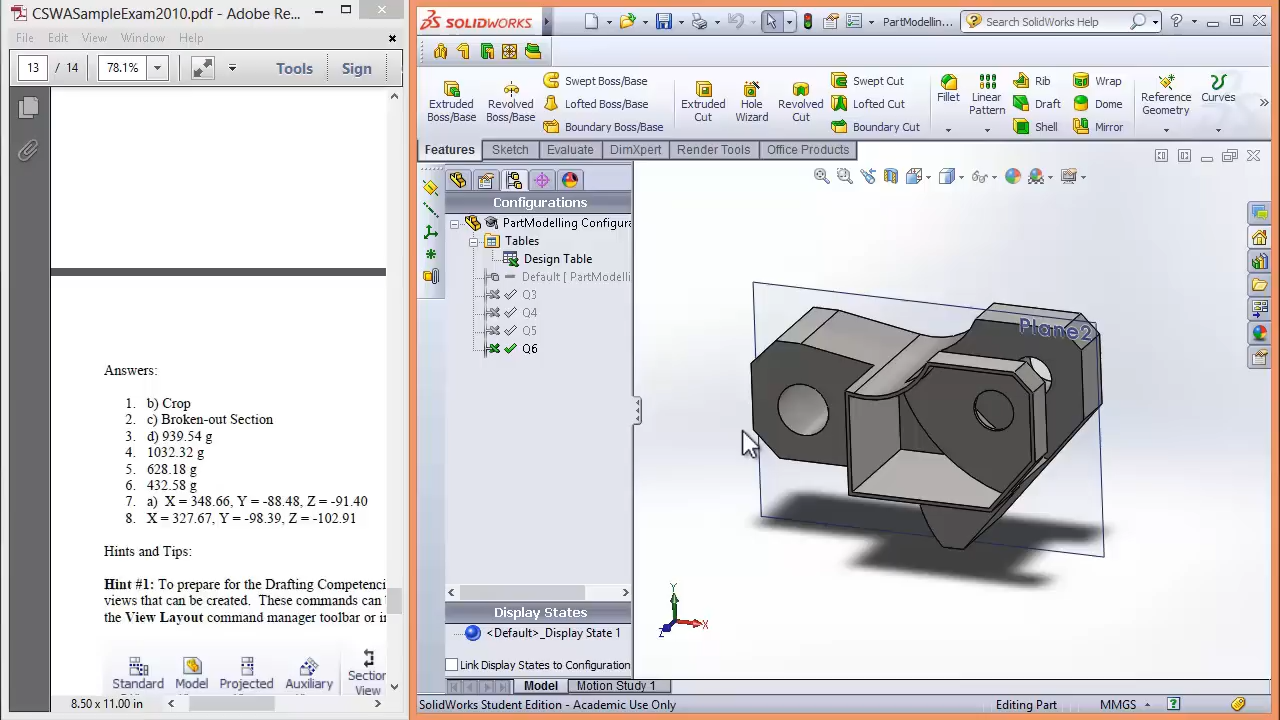 CSWASampleExam2010.pdf - Adobe Re...
File Edit View Window Help
13 / 14 78.1% Tools Sign
Answers:
1. b) Crop
2. c) Broken-out Section
3. d) 939.54 g
4. 1032.32 g
5. 628.18 g
6. 432.58 g
7. a) X = 348.66, Y = -88.48, Z = -91.40
8. X = 327.67, Y = -98.39, Z = -102.91
Hints and Tips:
Hint #1: To prepare for the Drafting Competenci
views that can be created. These commands can
the View Layout command manager toolbar or in
Standard Model Projected Auxiliary Section View
8.50 x 11.00 in
SOLIDWORKS PartModellin... Search SolidWorks Help
Extruded Boss/Base
Revolved Boss/Base
Swept Boss/Base
Lofted Boss/Base
Boundary Boss/Base
Extruded Cut
Hole Wizard
Revolved Cut
Swept Cut
Lofted Cut
Boundary Cut
Fillet
Linear Pattern
Rib
Draft
Shell
Wrap
Dome
Mirror
Reference Geometry
Curves
Features Sketch Evaluate DimXpert Render Tools Office Products
Configurations
PartModelling Configura
Tables
Design Table
Default [ PartModelli
Q3
Q4
Q5
Q6
Plane2
Y
X
Z
Display States
<Default>_Display State 1
Link Display States to Configuration
Model Motion Study 1
SolidWorks Student Edition - Academic Use Only Editing Part MMGS